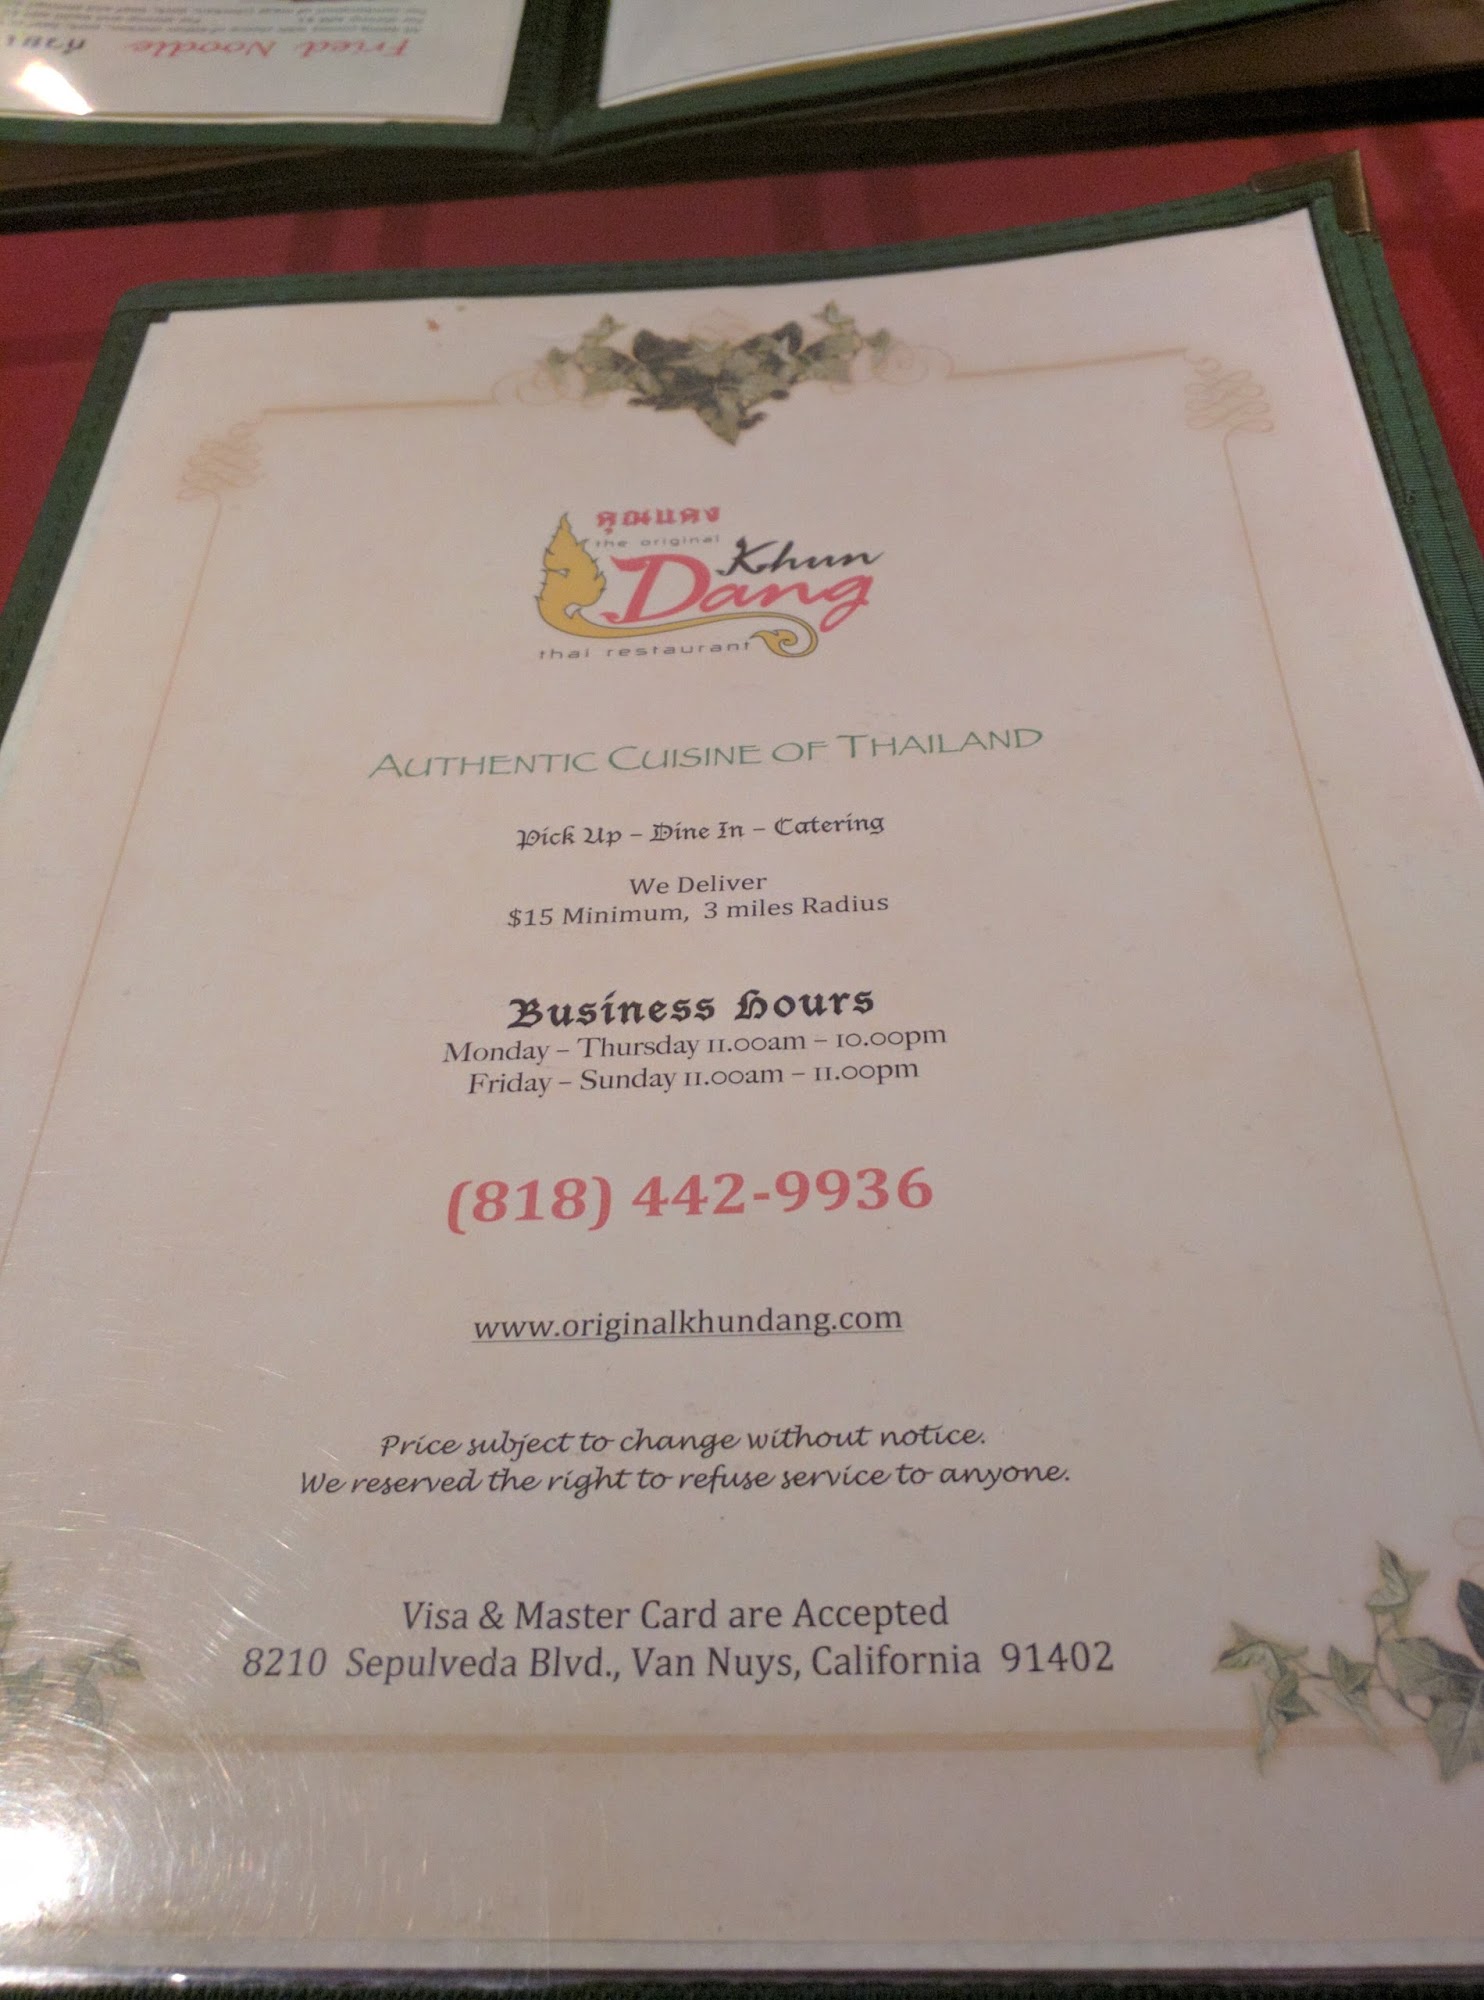 Fried Noodle
คุณแดง
the original
Khun
Dang
thai restaurant
AUTHENTIC CUISINE OF THAILAND
Pick Up – Dine In – Catering
We Deliver
$15 Minimum, 3 miles Radius
Business Hours
Monday – Thursday 11.00am – 10.00pm
Friday – Sunday 11.00am – 11.00pm
(818) 442-9936
www.originalkhundang.com
Price subject to change without notice.
We reserved the right to refuse service to anyone.
Visa & Master Card are Accepted
8210 Sepulveda Blvd., Van Nuys, California 91402